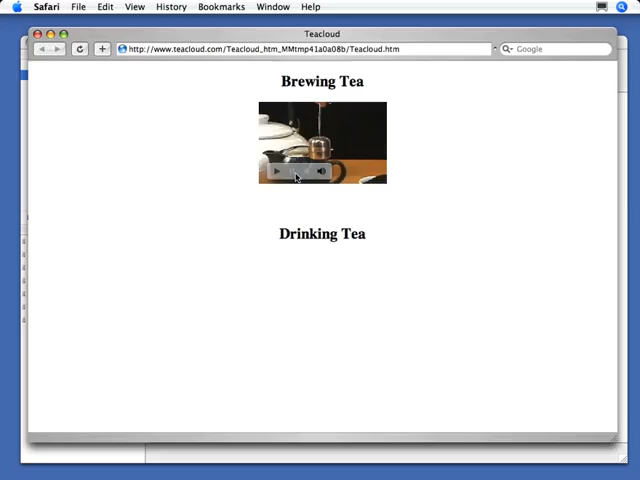 Safari File Edit View History Bookmarks Window Help
Teacloud
http://www.teacloud.com/Teacloud_htm_MMtmp41a0a08b/Teacloud.htm
Google
Brewing Tea
Drinking Tea